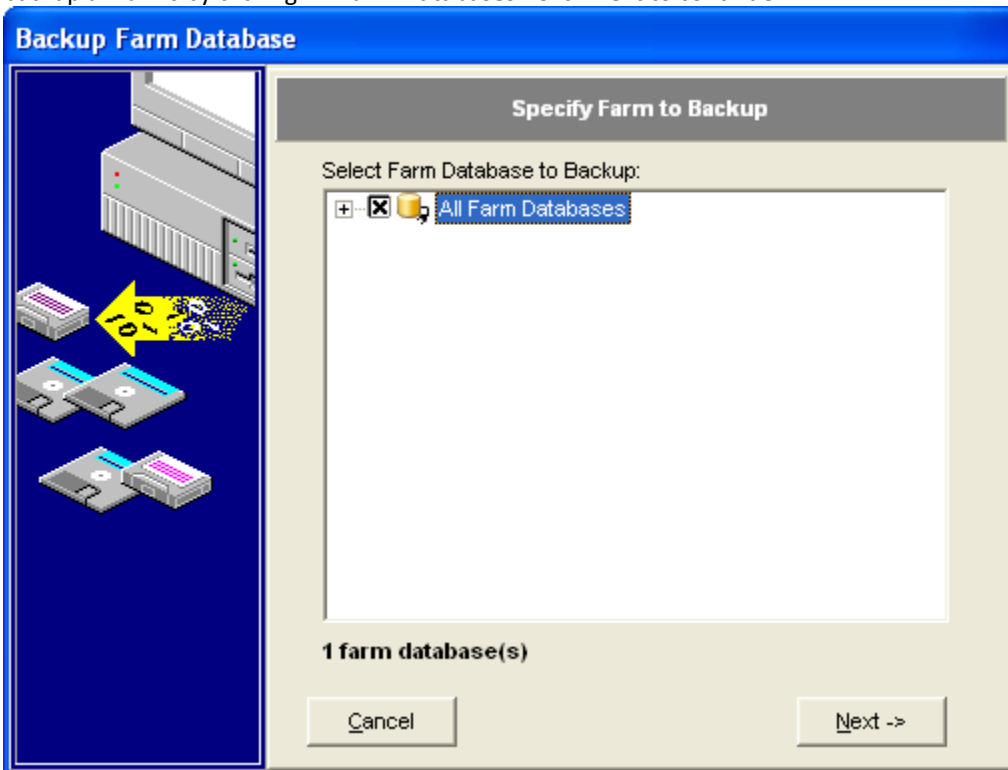 Backup Farm Database
Specify Farm to Backup
Select Farm Database to Backup:
All Farm Databases
1 farm database(s)
Cancel
Next ->